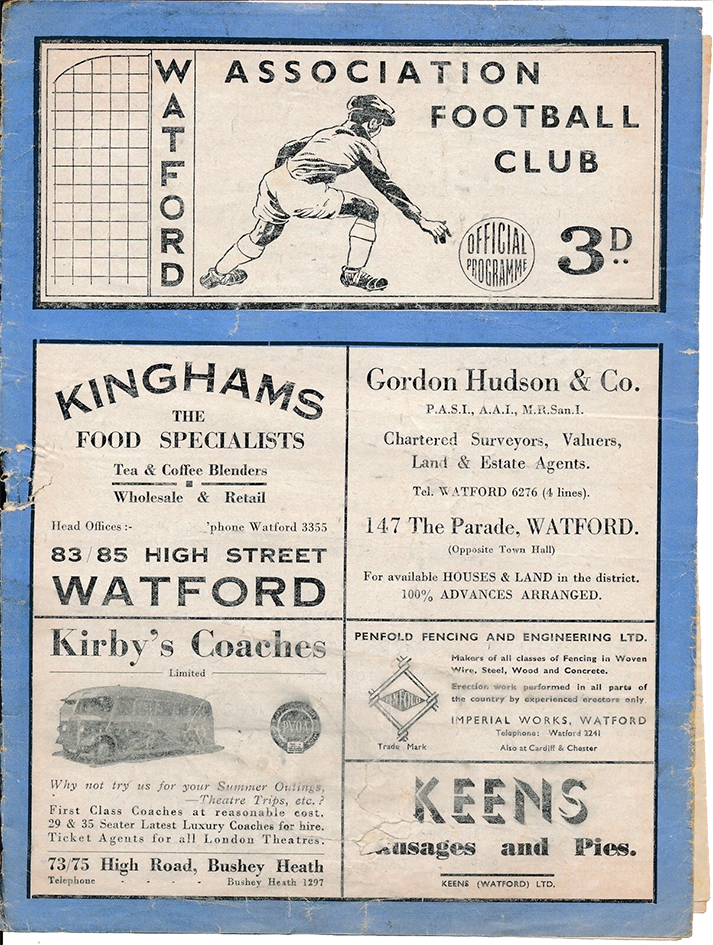 WATFORD
ASSOCIATION
FOOTBALL
CLUB
OFFICIAL
PROGRAMME
3D
KINGHAMS
THE
FOOD SPECIALISTS
Tea & Coffee Blenders
Wholesale & Retail
Head Offices :- 'phone Watford 3355
83/85 HIGH STREET
WATFORD
Gordon Hudson & Co.
P.A.S.I., A.A.I., M.R.San.I.
Chartered Surveyors, Valuers,
Land & Estate Agents.
Tel. WATFORD 6276 (4 lines).
147 The Parade, WATFORD.
(Opposite Town Hall)
For available HOUSES & LAND in the district.
100% ADVANCES ARRANGED.
Kirby's Coaches
Limited
PVOA
Why not try us for your Summer Outings,
—Theatre Trips, etc.?
First Class Coaches at reasonable cost.
29 & 35 Seater Latest Luxury Coaches for hire.
Ticket Agents for all London Theatres.
73/75 High Road, Bushey Heath
Telephone - - - - Bushey Heath 1297
PENFOLD FENCING AND ENGINEERING LTD.
PENFOLD
Trade Mark
Makers of all classes of Fencing in Woven
Wire, Steel, Wood and Concrete.
Erection work performed in all parts of
the country by experienced erectors only.
IMPERIAL WORKS, WATFORD
Telephone: Watford 2241
Also at Cardiff & Chester
KEENS
ausages and Pies.
KEENS (WATFORD) LTD.